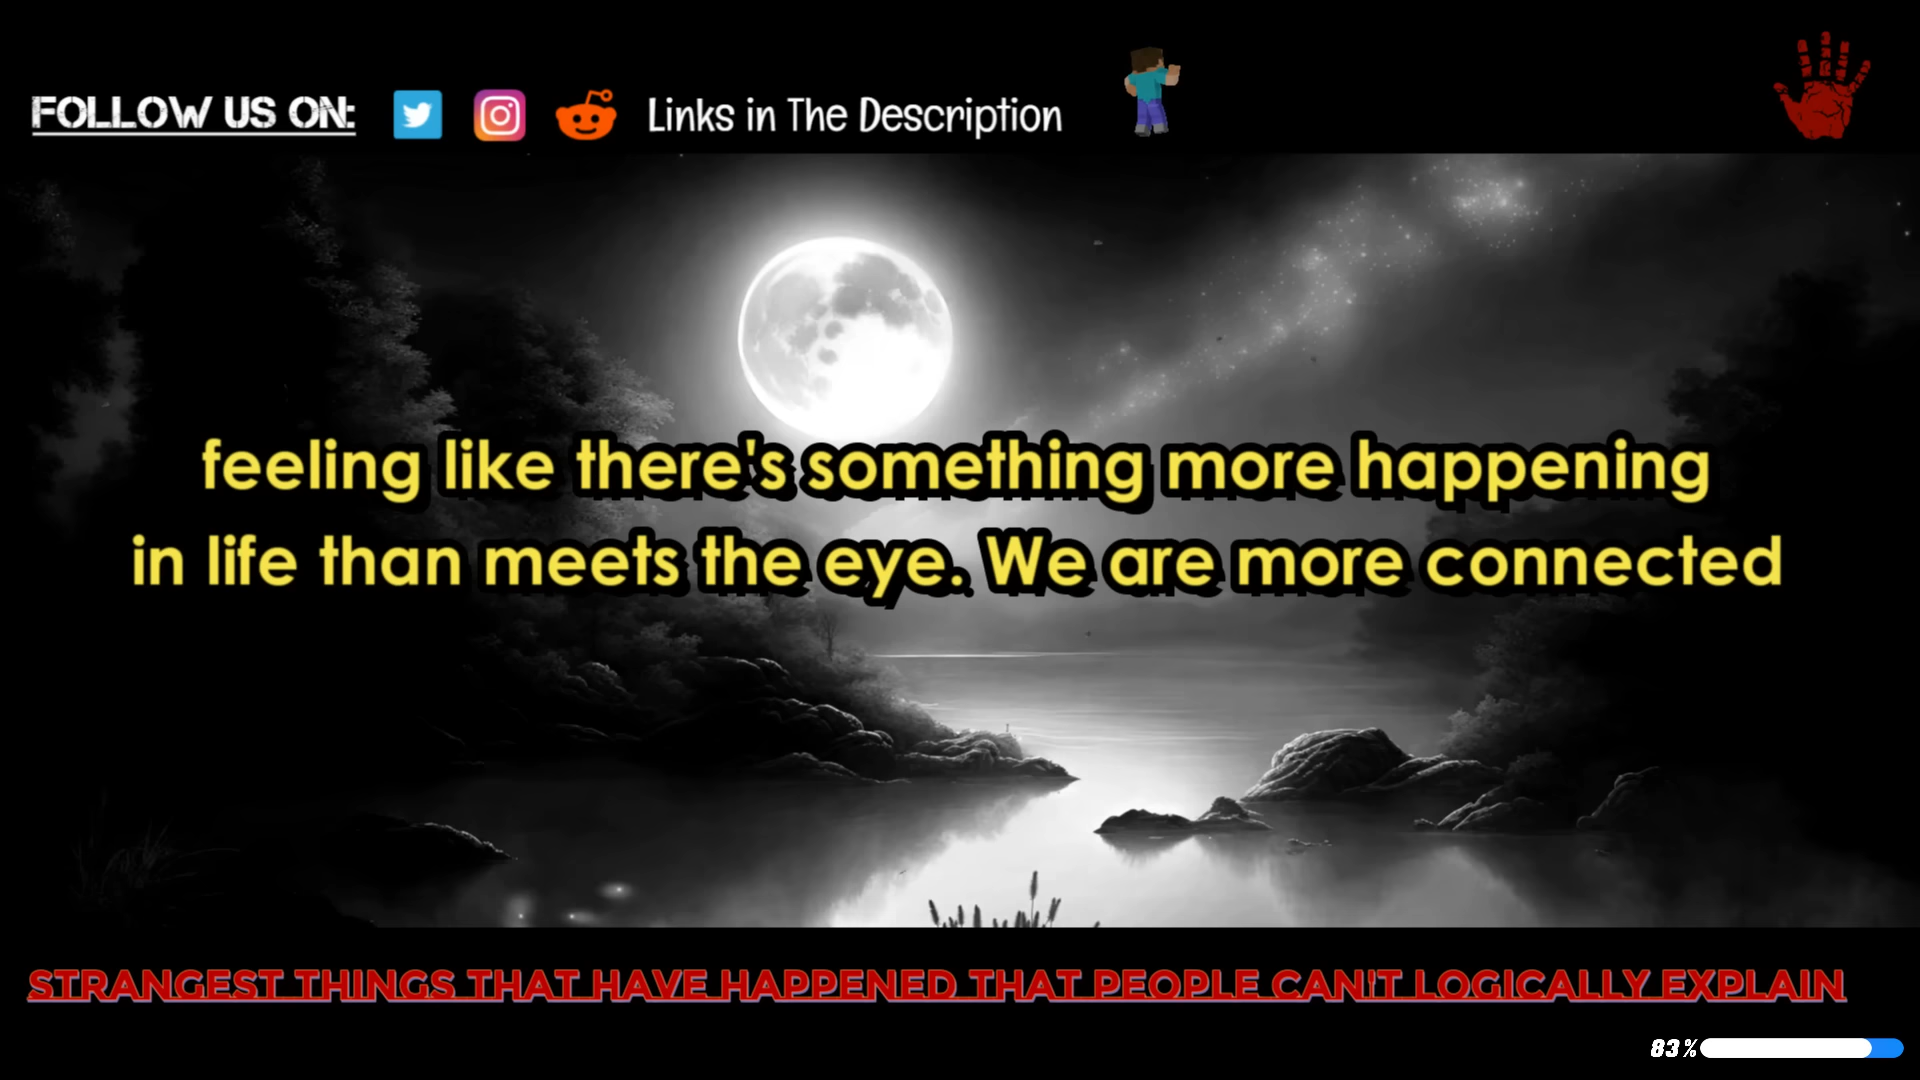 FOLLOW US ON:
Links in The Description
feeling like there's something more happening
in life than meets the eye. We are more connected
STRANGEST THINGS THAT HAVE HAPPENED THAT PEOPLE CAN'T LOGICALLY EXPLAIN
83%